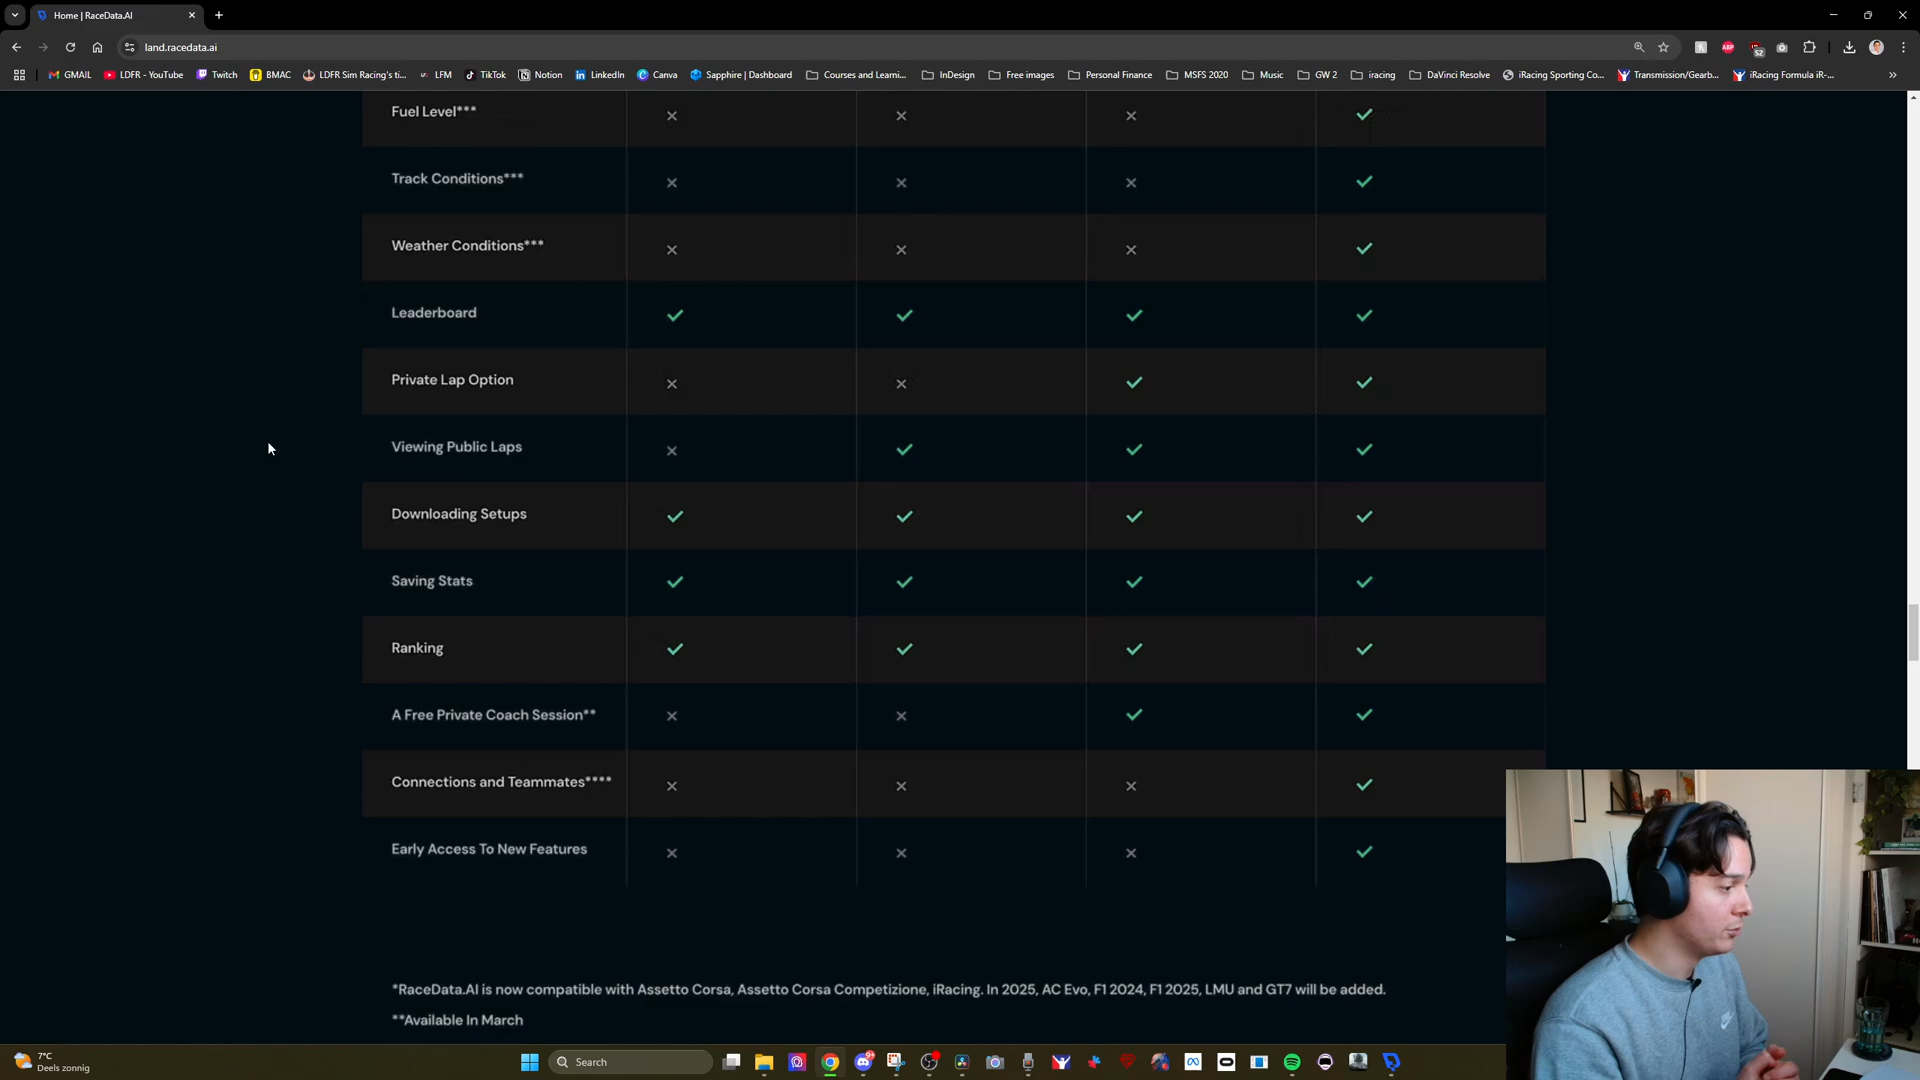 Home | RaceData.AI
land.racedata.ai
GMAIL
LDFR - YouTube
Twitch
BMAC
LDFR Sim Racing's ti...
LFM
TikTok
Notion
LinkedIn
Canva
Sapphire | Dashboard
Courses and Learni...
InDesign
Free images
Personal Finance
MSFS 2020
Music
GW 2
iracing
DaVinci Resolve
iRacing Sporting Co...
Transmission/Gearb...
iRacing Formula iR-...
Fuel Level***
Track Conditions***
Weather Conditions***
Leaderboard
Private Lap Option
Viewing Public Laps
Downloading Setups
Saving Stats
Ranking
A Free Private Coach Session**
Connections and Teammates****
Early Access To New Features
*RaceData.AI is now compatible with Assetto Corsa, Assetto Corsa Competizione, iRacing. In 2025, AC Evo, F1 2024, F1 2025, LMU and GT7 will be added.
**Available In March
7°C
Deels zonnig
Search